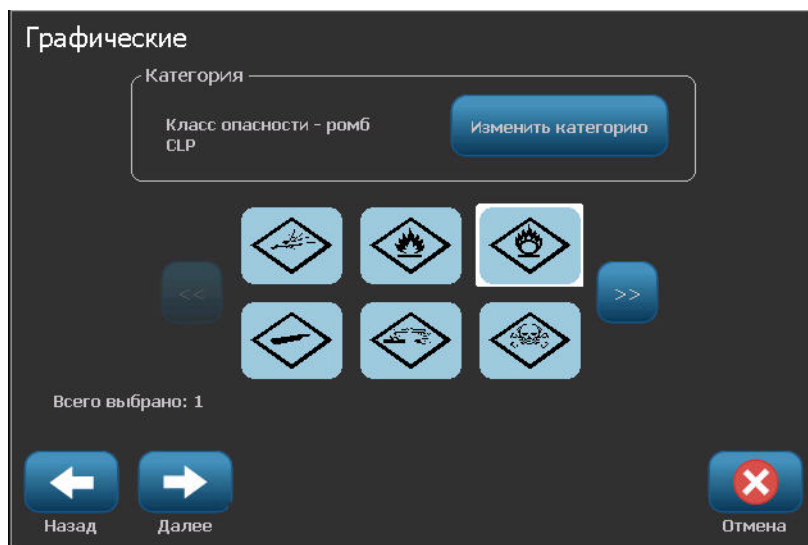 Графические
Категория
Класс опасности - ромб
CLP
Изменить категорию
<<
>>
Всего выбрано: 1
Назад
Далее
Отмена